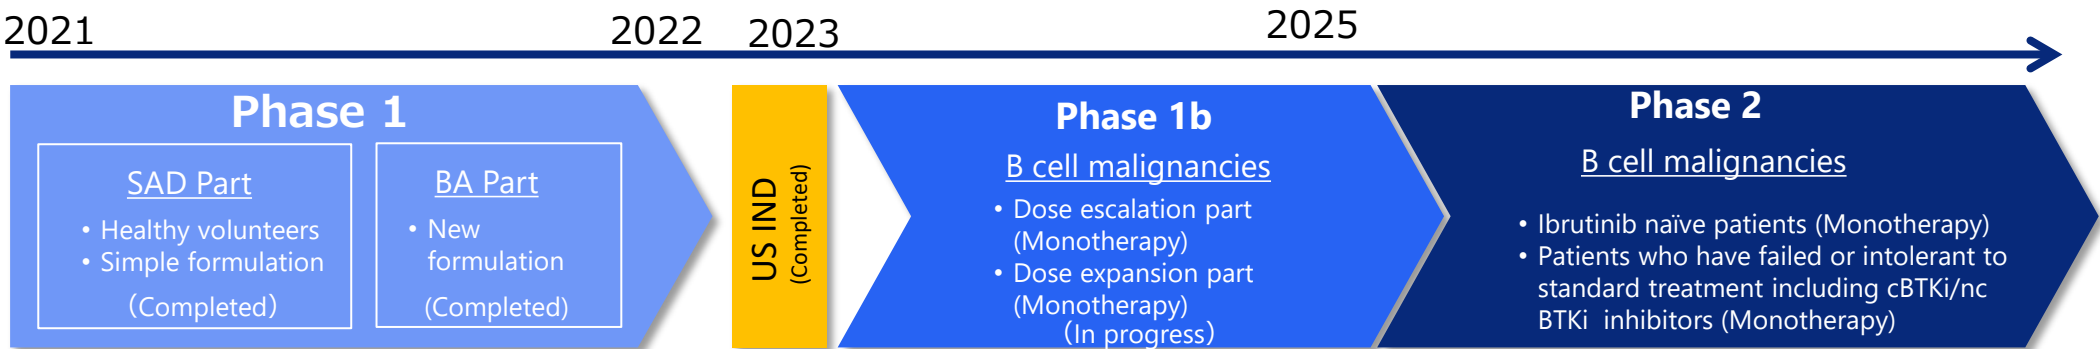 2021
2022
2023
2025
Phase 1
SAD Part
• Healthy volunteers
• Simple formulation
（Completed）
BA Part
• New
formulation
(Completed)
US IND
(Completed)
Phase 1b
B cell malignancies
• Dose escalation part
(Monotherapy)
• Dose expansion part
(Monotherapy)
（In progress）
Phase 2
B cell malignancies
• Ibrutinib naïve patients (Monotherapy)
• Patients who have failed or intolerant to
standard treatment including cBTKi/nc
BTKi inhibitors (Monotherapy)